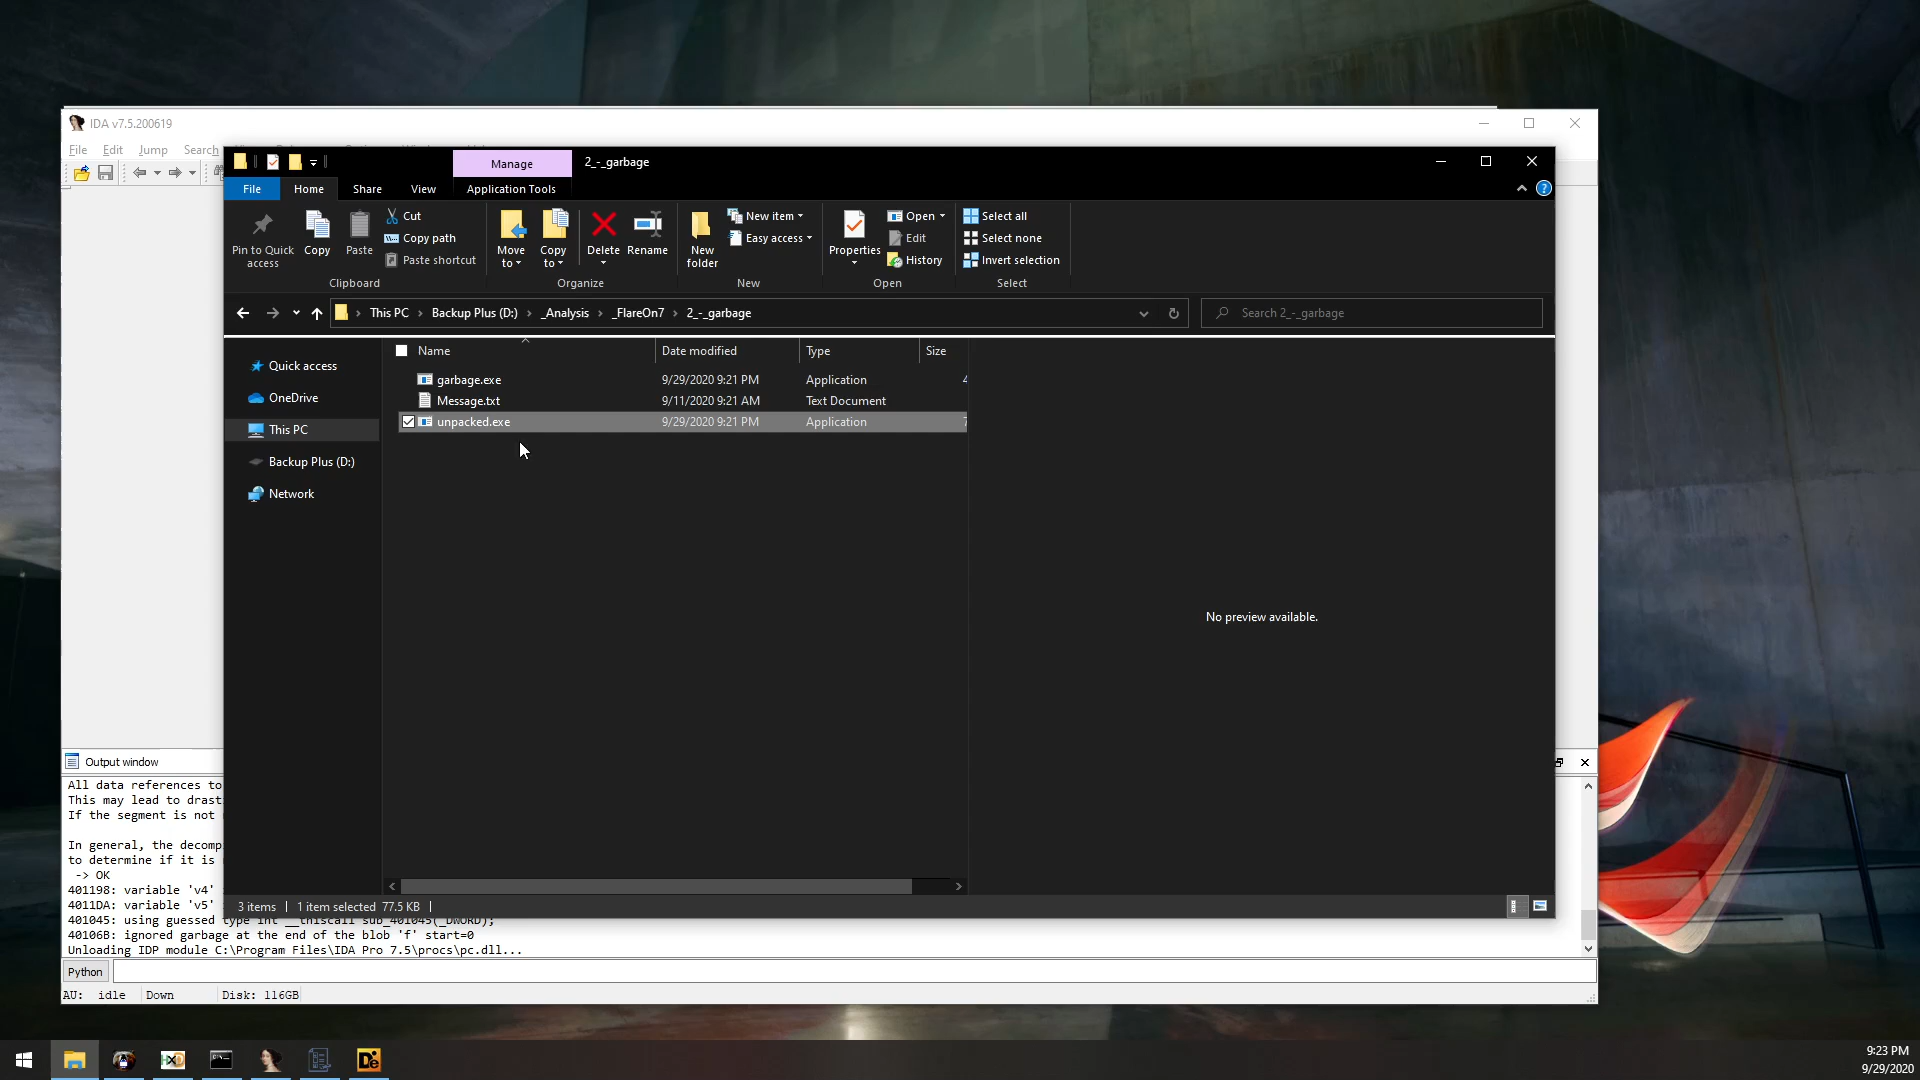 IDA v7.5.200619
File Edit Jump Search
Manage 2_-_garbage
File Home Share View Application Tools
Pin to Quick access
Copy
Paste
Cut
Copy path
Paste shortcut
Clipboard
Move to
Copy to
Delete
Rename
Organize
New folder
New item
Easy access
New
Properties
Open
Edit
History
Open
Select all
Select none
Invert selection
Select
This PC Backup Plus (D:) _Analysis _FlareOn7 2_-_garbage
Search 2_-_garbage
Quick access
OneDrive
This PC
Backup Plus (D:)
Network
Name Date modified Type Size
garbage.exe 9/29/2020 9:21 PM Application 4
Message.txt 9/11/2020 9:21 AM Text Document
unpacked.exe 9/29/2020 9:21 PM Application 7
No preview available.
3 items 1 item selected 77.5 KB
Output window
All data references to
This may lead to drast
If the segment is not
In general, the decomp
to determine if it is
-> OK
401198: variable 'v4'
4011DA: variable 'v5'
401045: using guessed type int __thiscall sub_401045(_DWORD);
40106B: ignored garbage at the end of the blob 'f' start=0
Unloading IDP module C:\Program Files\IDA Pro 7.5\procs\pc.dll...
Python
AU: idle Down Disk: 116GB
9:23 PM
9/29/2020